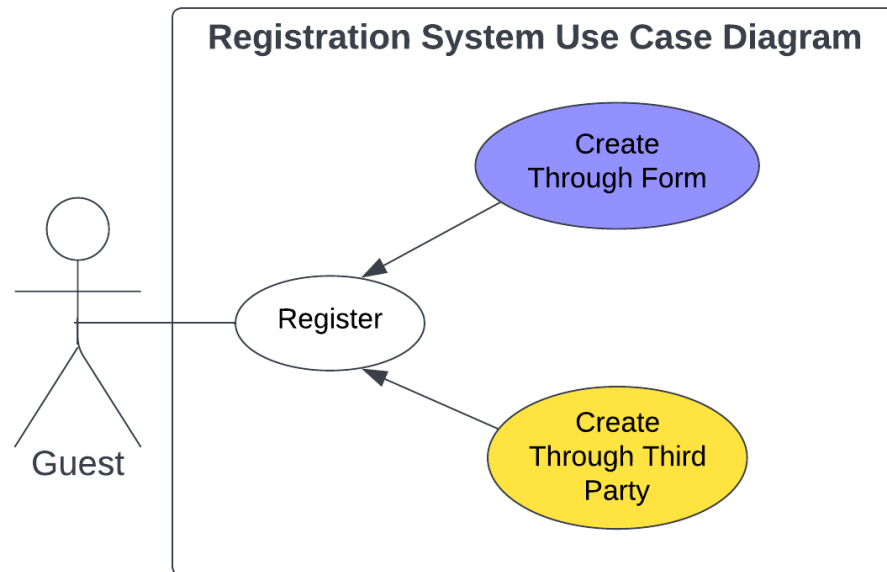 Registration System Use Case Diagram
Create
Through Form
Register
Guest
Create
Through Third
Party